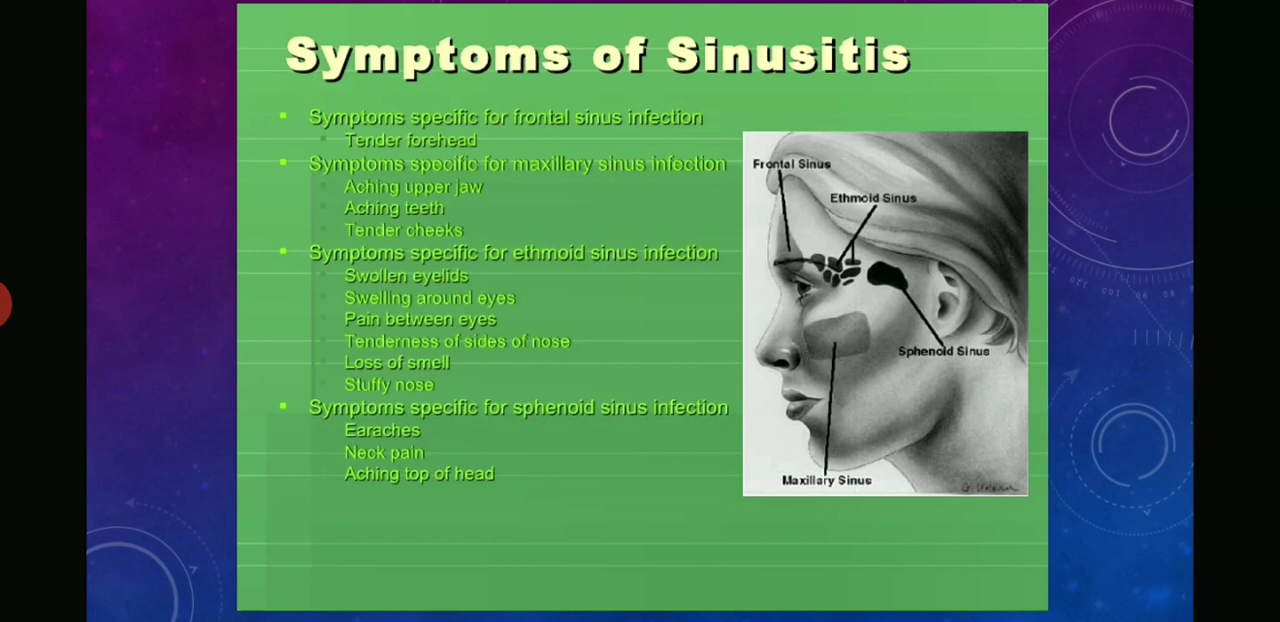 Symptoms of Sinusitis
Symptoms specific for frontal sinus infection
Tender forehead
Symptoms specific for maxillary sinus infection
Aching upper jaw
Aching teeth
Tender cheeks
Symptoms specific for ethmoid sinus infection
Swollen eyelids
Swelling around eyes
Pain between eyes
Tenderness of sides of nose
Loss of smell
Stuffy nose
Symptoms specific for sphenoid sinus infection
Earaches
Neck pain
Aching top of head
Frontal Sinus
Ethmoid Sinus
Sphenoid Sinus
Maxillary Sinus